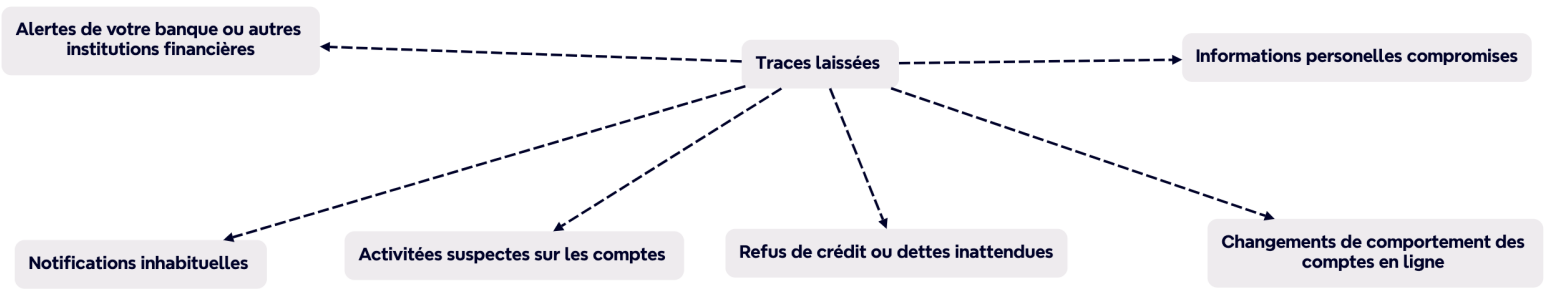 Alertes de votre banque ou autres
institutions financières
Traces laissées
Informations personelles compromises
Notifications inhabituelles
Activitées suspectes sur les comptes
Refus de crédit ou dettes inattendues
Changements de comportement des
comptes en ligne